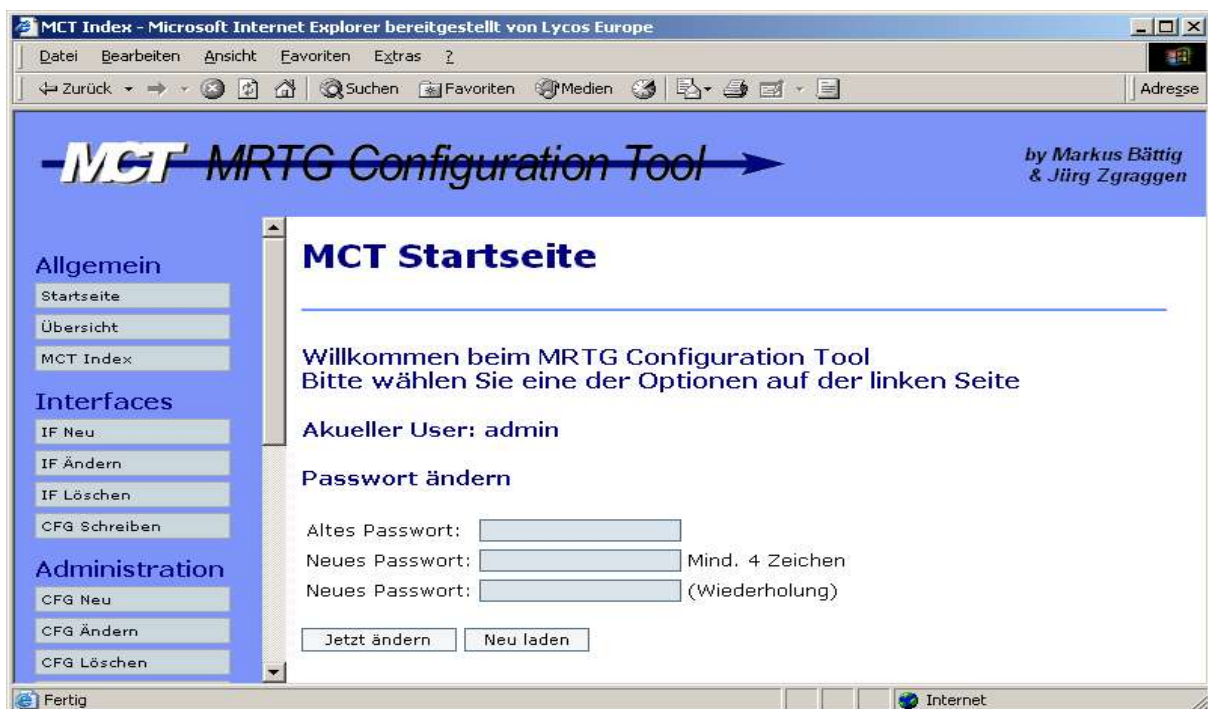 MCT Index - Microsoft Internet Explorer bereitgestellt von Lycos Europe
Datei Bearbeiten Ansicht Favoriten Extras ?
Zurück Suchen Favoriten Medien Adresse
MCT MRTG Configuration Tool
by Markus Bättig
& Jürg Zgraggen
Allgemein
Startseite
Übersicht
MCT Index
Interfaces
IF Neu
IF Ändern
IF Löschen
CFG Schreiben
Administration
CFG Neu
CFG Ändern
CFG Löschen
MCT Startseite
Willkommen beim MRTG Configuration Tool
Bitte wählen Sie eine der Optionen auf der linken Seite
Akueller User: admin
Passwort ändern
Altes Passwort:
Neues Passwort: Mind. 4 Zeichen
Neues Passwort: (Wiederholung)
Jetzt ändern Neu laden
Fertig Internet